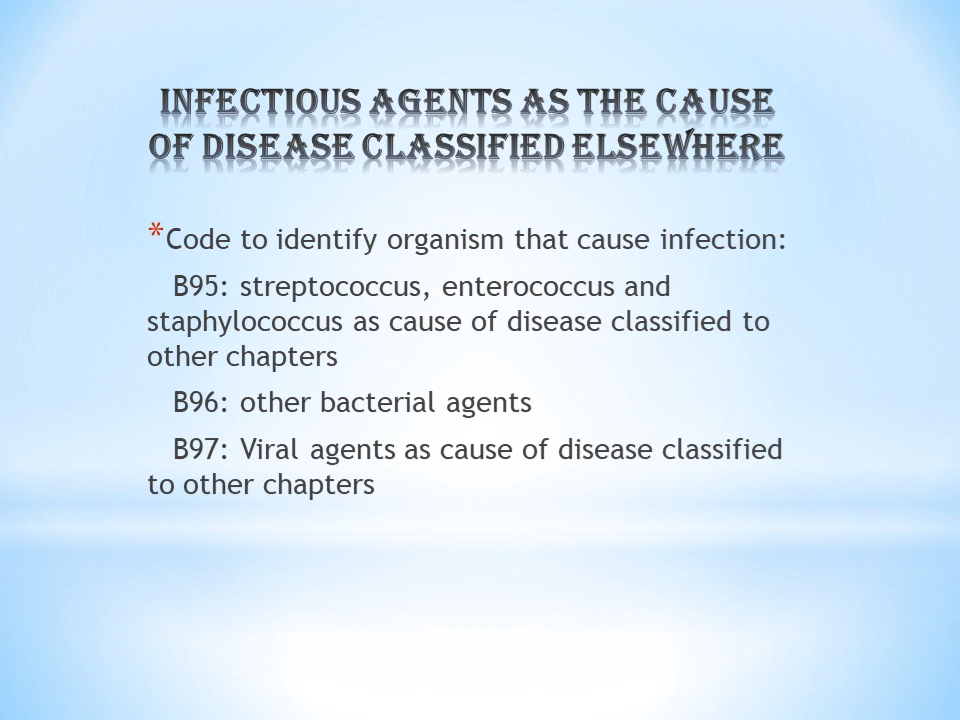 INFECTIOUS AGENTS AS THE CAUSE
OF DISEASE CLASSIFIED ELSEWHERE
*Code to identify organism that cause infection:
B95: streptococcus, enterococcus and
staphylococcus as cause of disease classified to
other chapters
B96: other bacterial agents
B97: Viral agents as cause of disease classified
to other chapters